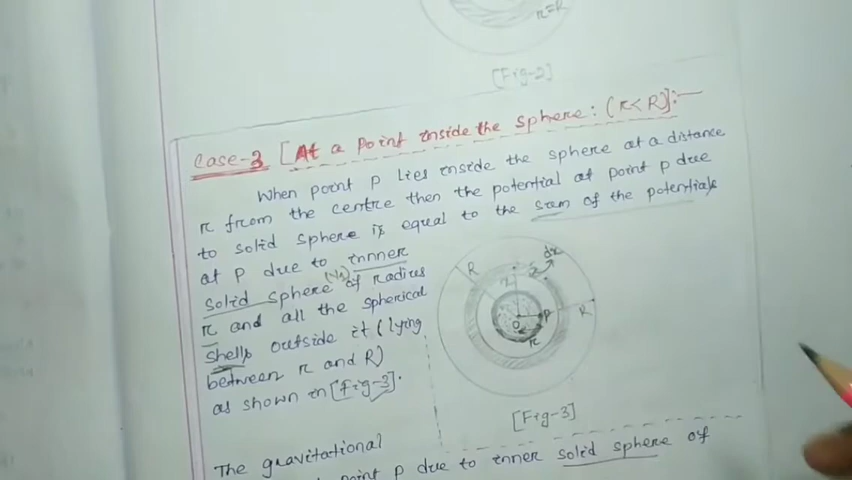 r=R
[Fig-2]
Case-3 [At a point inside the sphere: (r<R)]:-
When point p lies inside the sphere at a distance
r from the centre then the potential at point p due
to solid sphere is equal to the sum of the potentials
at p due to innner
solid sphere (V1) of radius
r and all the spherical
shells outside it (lying
between r and R)
as shown in [Fig-3].
R
x
dx
O
P
r
R
[Fig-3]
The gravitational
point p due to inner solid sphere of